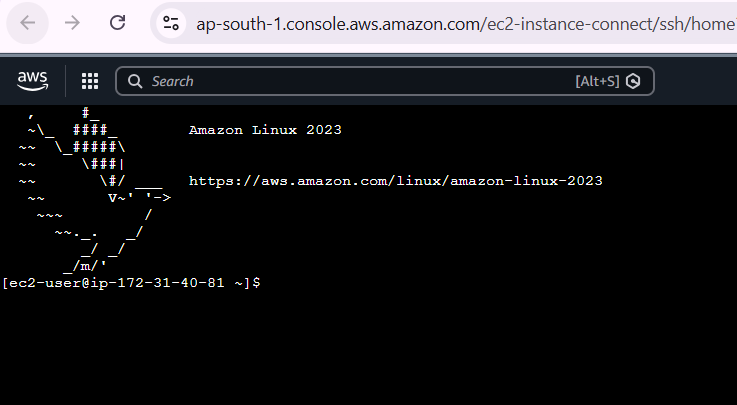 ap-south-1.console.aws.amazon.com/ec2-instance-connect/ssh/home
aws
Search
[Alt+S]
   ,     #_
   ~\_  ####_        Amazon Linux 2023
  ~~  \_#####\
  ~~     \###|
  ~~       \#/ ___   https://aws.amazon.com/linux/amazon-linux-2023
   ~~       V~' '->
    ~~~         /
      ~~._.   _/
         _/ _/
       _/m/'
[ec2-user@ip-172-31-40-81 ~]$